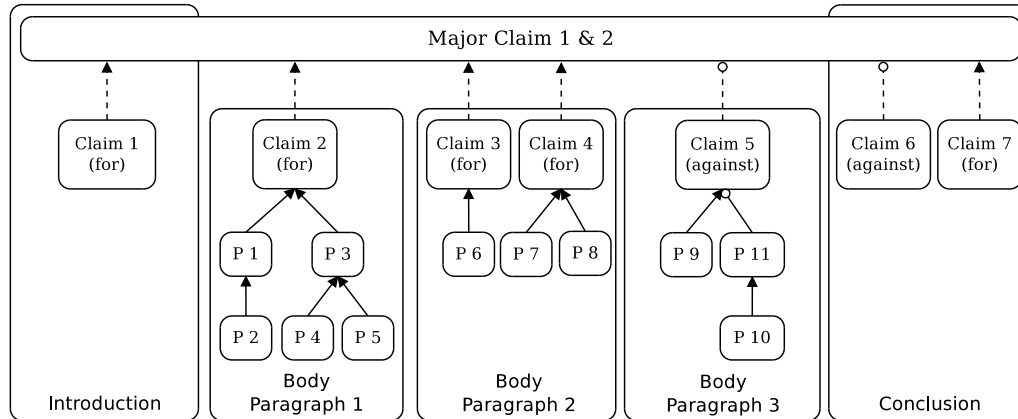 Major Claim 1 & 2
Claim 1
(for)
Claim 2
(for)
Claim 3
(for)
Claim 4
(for)
Claim 5
(against)
Claim 6
(against)
Claim 7
(for)
P 1
P 3
P 6
P 7
P 8
P 9
P 11
P 2
P 4
P 5
P 10
Introduction
Body
Paragraph 1
Body
Paragraph 2
Body
Paragraph 3
Conclusion